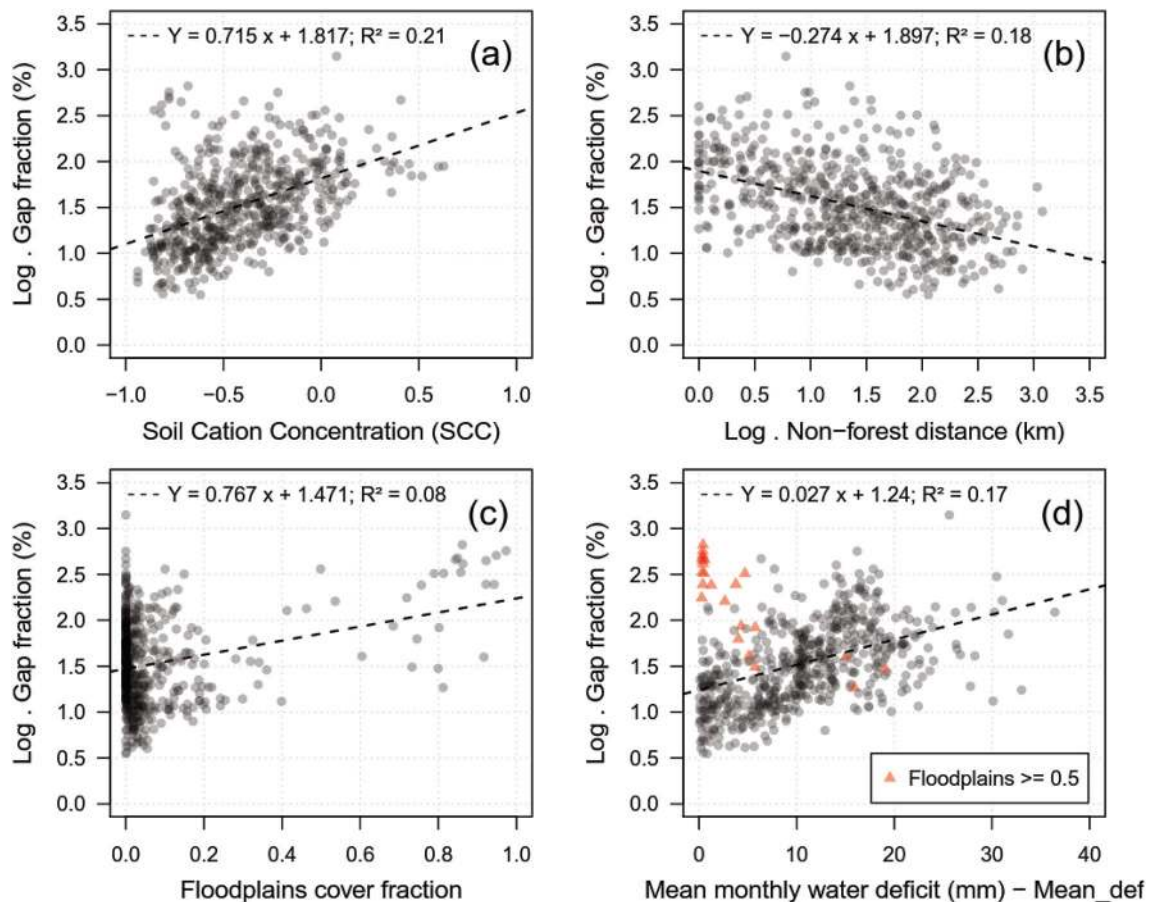 Y = 0.715 x + 1.817; R² = 0.21
(a)
Log . Gap fraction (%)
3.5
3.0
2.5
2.0
1.5
1.0
0.5
0.0
−1.0 −0.5 0.0 0.5 1.0
Soil Cation Concentration (SCC)
Y = −0.274 x + 1.897; R² = 0.18
(b)
Log . Gap fraction (%)
3.5
3.0
2.5
2.0
1.5
1.0
0.5
0.0
0.0 0.5 1.0 1.5 2.0 2.5 3.0 3.5
Log . Non−forest distance (km)
Y = 0.767 x + 1.471; R² = 0.08
(c)
Log . Gap fraction (%)
3.5
3.0
2.5
2.0
1.5
1.0
0.5
0.0
0.0 0.2 0.4 0.6 0.8 1.0
Floodplains cover fraction
Y = 0.027 x + 1.24; R² = 0.17
(d)
Log . Gap fraction (%)
3.5
3.0
2.5
2.0
1.5
1.0
0.5
0.0
Floodplains >= 0.5
0 10 20 30 40
Mean monthly water deficit (mm) − Mean_def